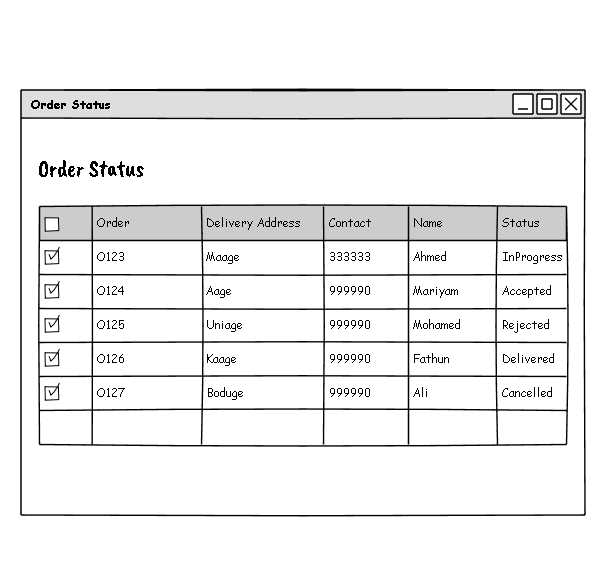 Order Status
Order Status
Order Delivery Address Contact Name Status
O123 Maage 333333 Ahmed InProgress
O124 Aage 999990 Mariyam Accepted
O125 Uniage 999990 Mohamed Rejected
O126 Kaage 999990 Fathun Delivered
O127 Boduge 999990 Ali Cancelled